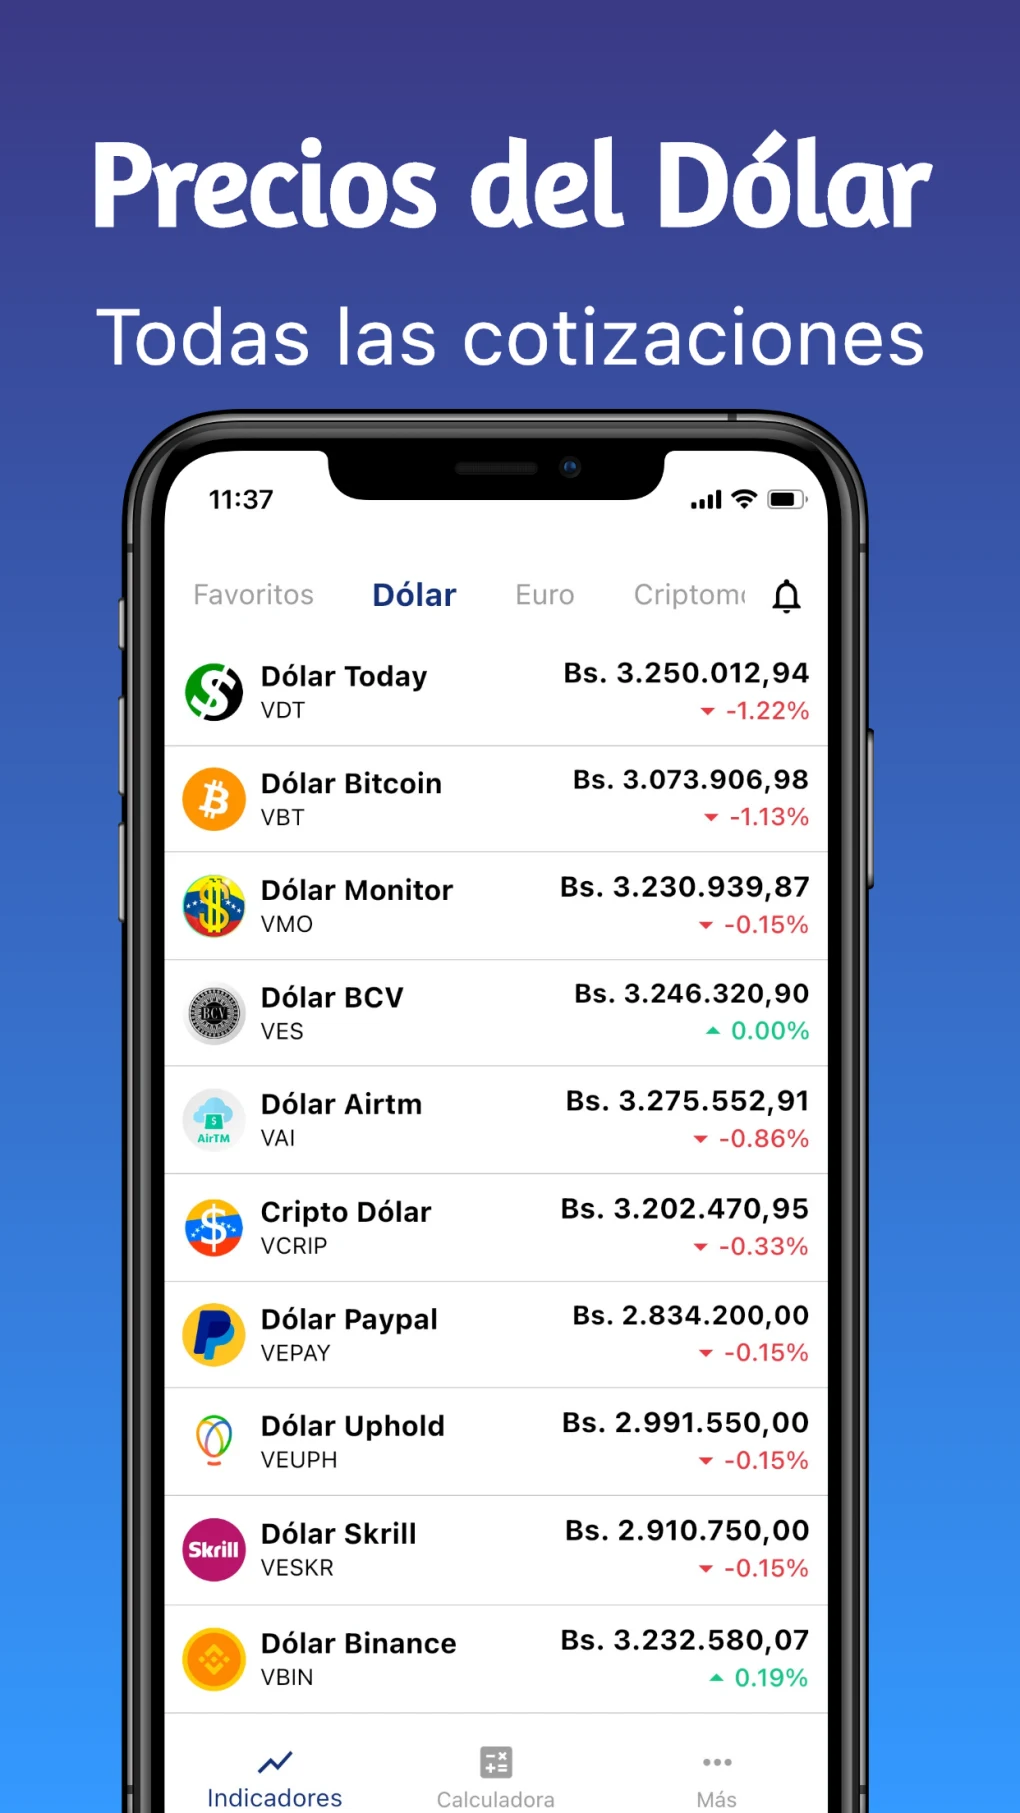 Precios del Dólar
Todas las cotizaciones
11:37
Favoritos Dólar Euro Criptomo
Dólar Today Bs. 3.250.012,94
VDT -1.22%
Dólar Bitcoin Bs. 3.073.906,98
VBT -1.13%
Dólar Monitor Bs. 3.230.939,87
VMO -0.15%
BCV
Dólar BCV Bs. 3.246.320,90
VES 0.00%
Dólar Airtm Bs. 3.275.552,91
AirTM VAI -0.86%
Cripto Dólar Bs. 3.202.470,95
VCRIP -0.33%
Dólar Paypal Bs. 2.834.200,00
VEPAY -0.15%
Dólar Uphold Bs. 2.991.550,00
VEUPH -0.15%
Skrill
Dólar Skrill Bs. 2.910.750,00
VESKR -0.15%
Dólar Binance Bs. 3.232.580,07
VBIN 0.19%
Indicadores Calculadora Más